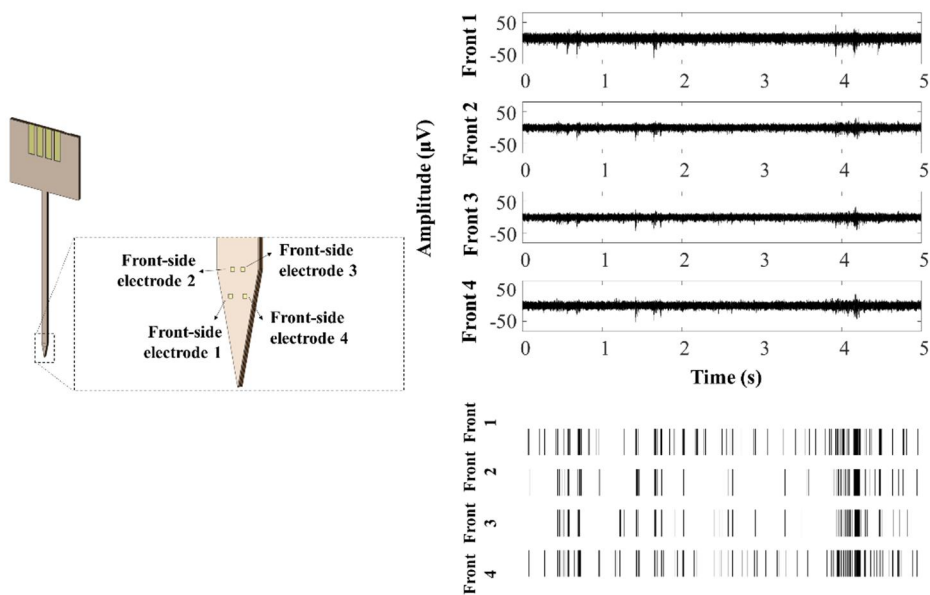 Front-side
electrode 2
Front-side
electrode 3
Front-side
electrode 1
Front-side
electrode 4
Amplitude (µV)
Front 1
50
-50
0 1 2 3 4 5
Front 2
50
-50
0 1 2 3 4 5
Front 3
50
-50
0 1 2 3 4 5
Front 4
50
-50
0 1 2 3 4 5
Time (s)
Front
1
Front
2
Front
3
Front
4